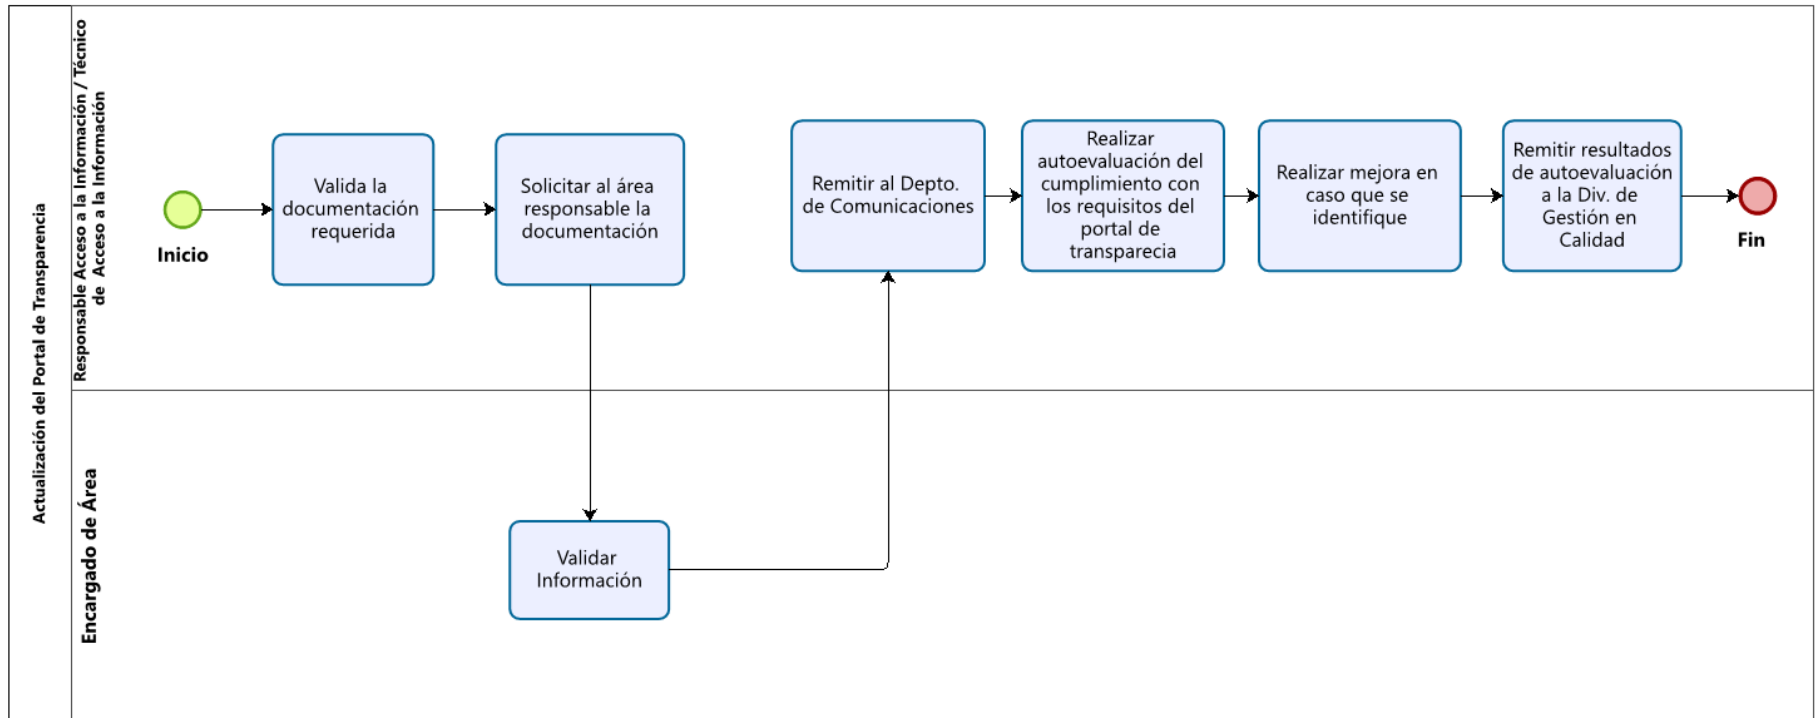 Actualización del Portal de Transparencia
Responsable Acceso a la Información / Técnico
de Acceso a la Información
Inicio
Valida la
documentación
requerida
Solicitar al área
responsable la
documentación
Remitir al Depto.
de Comunicaciones
Realizar
autoevaluación del
cumplimiento con
los requisitos del
portal de
transparecia
Realizar mejora en
caso que se
identifique
Remitir resultados
de autoevaluación
a la Div. de
Gestión en
Calidad
Fin
Encargado de Área
Validar
Información